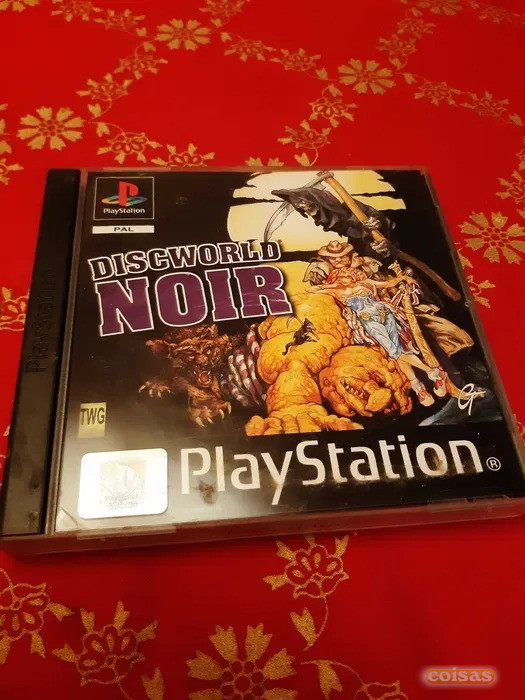 PlayStation
PAL
DISCWORLD
NOIR
PlayStation
TWG
PlayStation®
coisas